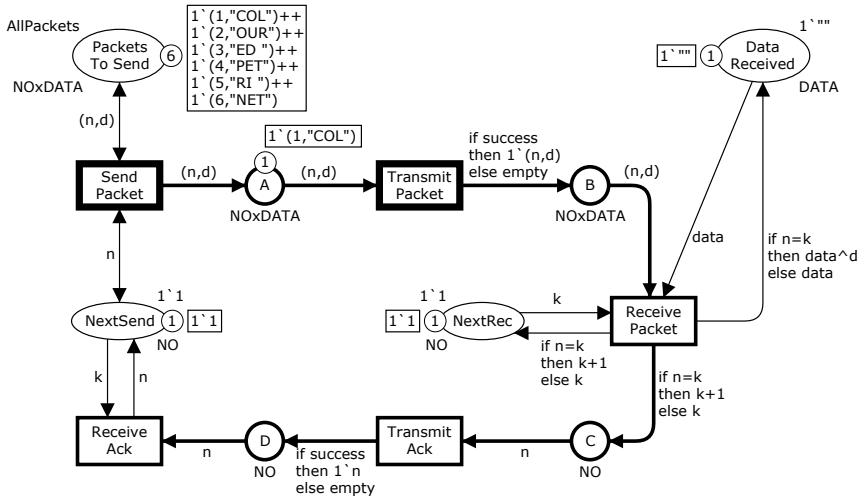 AllPackets
Packets
To Send
6
NOxDATA
1`(1,"COL")++
1`(2,"OUR")++
1`(3,"ED ")++
1`(4,"PET")++
1`(5,"RI ")++
1`(6,"NET")
1`""
1`""
1
Data
Received
DATA
(n,d)
1`(1,"COL")
1
Send
Packet
(n,d)
A
NOxDATA
(n,d)
Transmit
Packet
if success
then 1`(n,d)
else empty
B
NOxDATA
(n,d)
n
data
if n=k
then data^d
else data
1`1
NextSend
1
1`1
NO
1`1
1`1
1
NextRec
NO
k
if n=k
then k+1
else k
Receive
Packet
k
n
if n=k
then k+1
else k
Receive
Ack
n
D
NO
if success
then 1`n
else empty
Transmit
Ack
n
C
NO